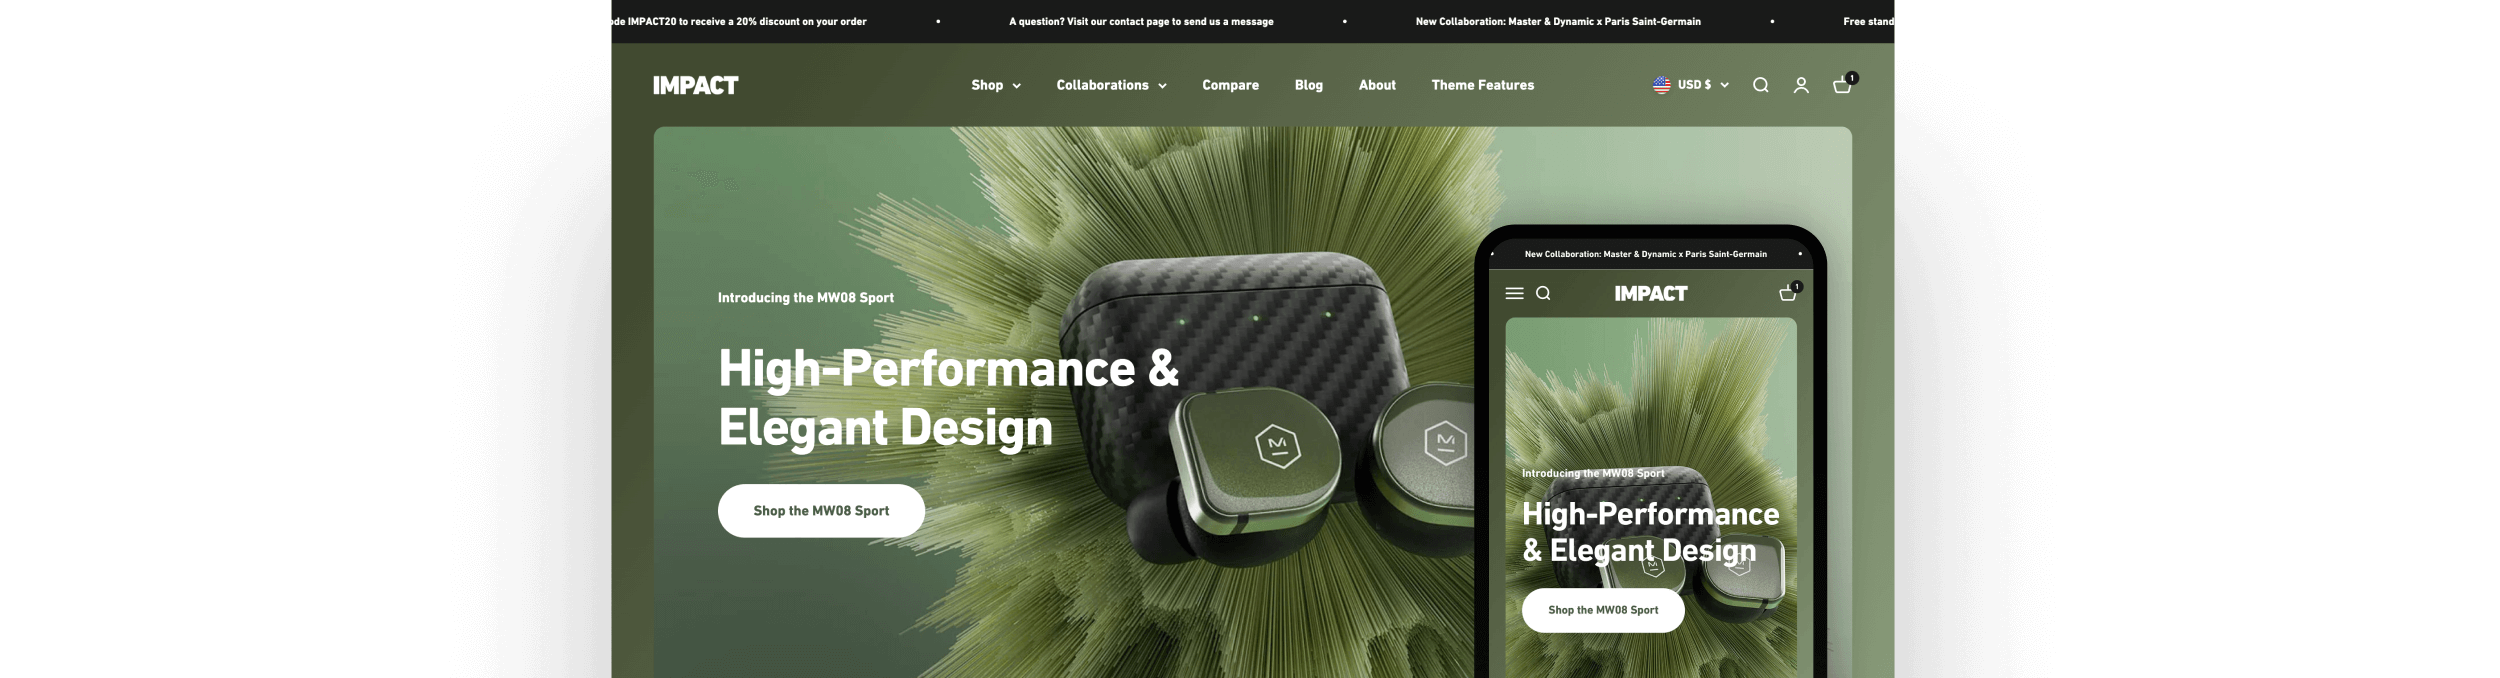 IMPACT20 to receive a 20% discount on your order • A question? Visit our contact page to send us a message • New Collaboration: Master & Dynamic x Paris Saint-Germain • Free
IMPACT Shop Collaborations Compare Blog About Theme Features USD $ 1
Introducing the MW08 Sport
High-Performance &
Elegant Design
Shop the MW08 Sport
New Collaboration: Master & Dynamic x Paris Saint-Germain
IMPACT 1
Introducing the MW08 Sport
High-Performance
& Elegant Design
Shop the MW08 Sport